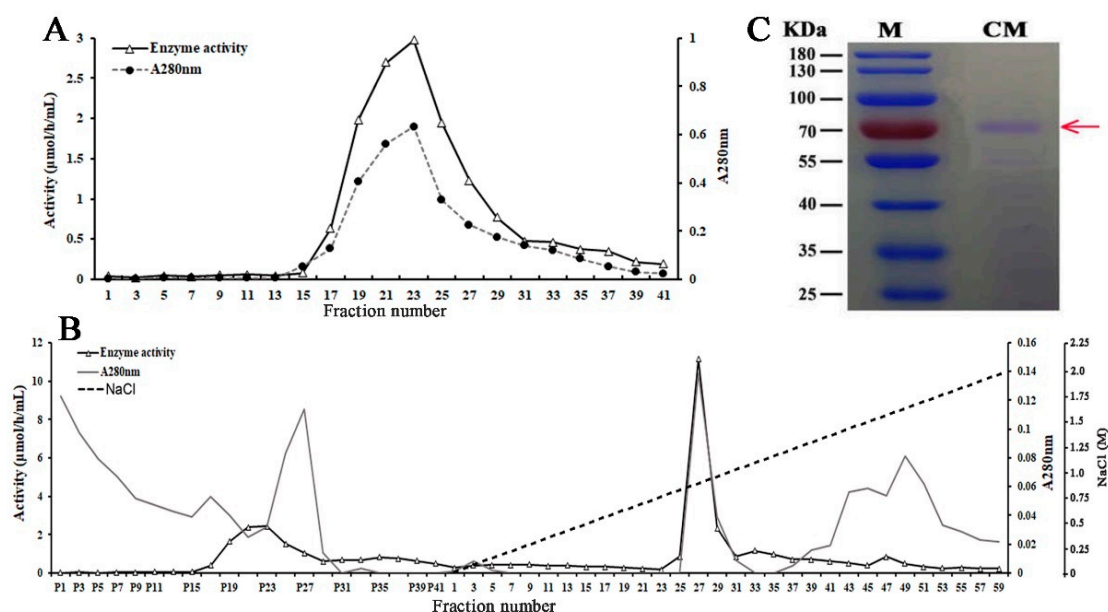 A
Enzyme activity
A280nm
Activity (µmol/h/mL)
3
2.5
2
1.5
1
0.5
0
1
0.8
0.6
0.4
0.2
0
A280nm
1 3 5 7 9 11 13 15 17 19 21 23 25 27 29 31 33 35 37 39 41
Fraction number
C
KDa M CM
180
130
100
70
55
40
35
25
B
Enzyme activity
A280nm
NaCl
Activity (µmol/h/mL)
12
10
8
6
4
2
0
0.16
0.14
0.12
0.10
0.08
0.06
0.04
0.02
0
A280nm
2.25
2.0
1.75
1.5
1.25
1.0
0.75
0.5
0.25
0
NaCl (M)
P1 P3 P5 P7 P9 P11 P15 P19 P23 P27 P31 P35 P39 P41 1 3 5 7 9 11 13 15 17 19 21 23 25 27 29 31 33 35 37 39 41 43 45 47 49 51 53 55 57 59
Fraction number